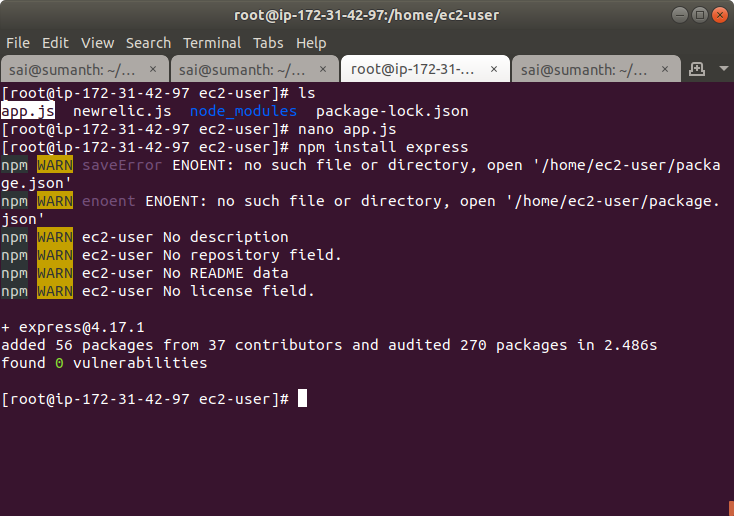 root@ip-172-31-42-97:/home/ec2-user
File Edit View Search Terminal Tabs Help
sai@sumanth: ~/... × sai@sumanth: ~/... × root@ip-172-31-... × sai@sumanth: ~/... ×
[root@ip-172-31-42-97 ec2-user]# ls
app.js  newrelic.js  node_modules  package-lock.json
[root@ip-172-31-42-97 ec2-user]# nano app.js
[root@ip-172-31-42-97 ec2-user]# npm install express
npm WARN saveError ENOENT: no such file or directory, open '/home/ec2-user/packa
ge.json'
npm WARN enoent ENOENT: no such file or directory, open '/home/ec2-user/package.
json'
npm WARN ec2-user No description
npm WARN ec2-user No repository field.
npm WARN ec2-user No README data
npm WARN ec2-user No license field.
+ express@4.17.1
added 56 packages from 37 contributors and audited 270 packages in 2.486s
found 0 vulnerabilities
[root@ip-172-31-42-97 ec2-user]#